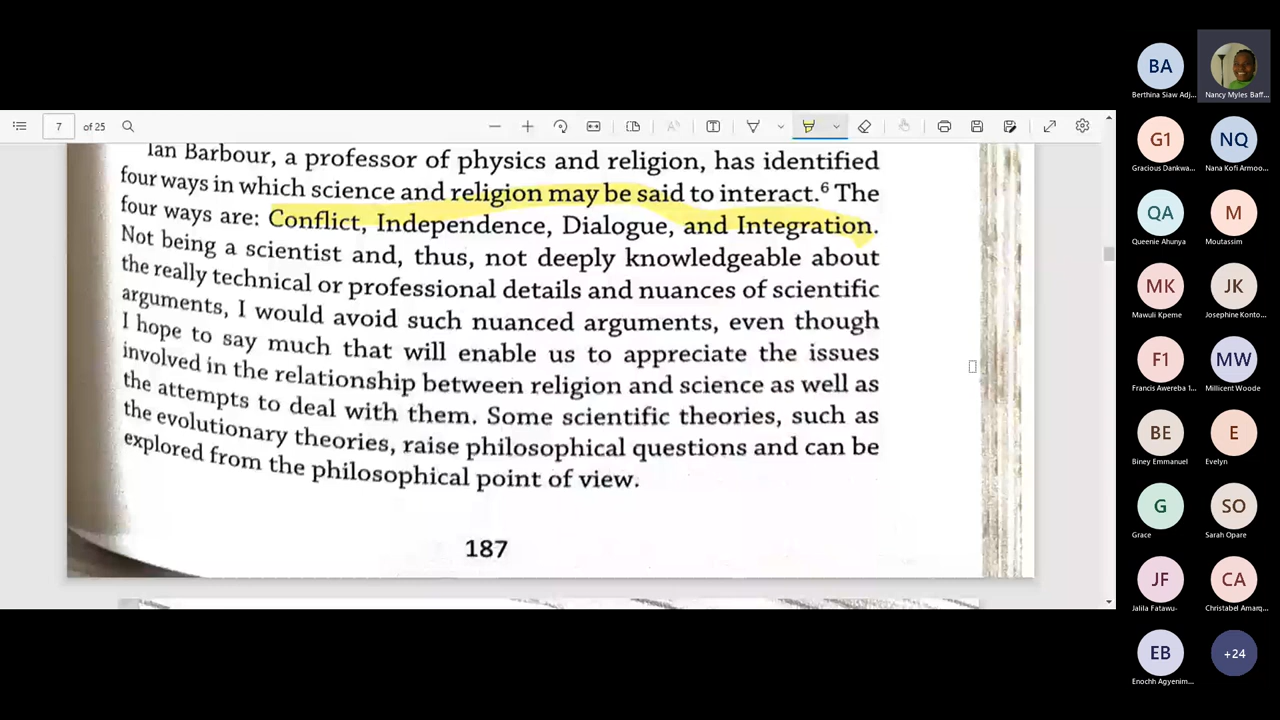 7 of 25
Ian Barbour, a professor of physics and religion, has identified
four ways in which science and religion may be said to interact.⁶ The
four ways are: Conflict, Independence, Dialogue, and Integration.
Not being a scientist and, thus, not deeply knowledgeable about
the really technical or professional details and nuances of scientific
arguments, I would avoid such nuanced arguments, even though
I hope to say much that will enable us to appreciate the issues
involved in the relationship between religion and science as well as
the attempts to deal with them. Some scientific theories, such as
the evolutionary theories, raise philosophical questions and can be
explored from the philosophical point of view.
187
BA
Berthina Siaw Adj...
Nancy Myles Baff...
G1
Gracious Dankwa...
NQ
Nana Kofi Armoo...
QA
Queenie Ahunya
M
Moutassim
MK
Mawuli Kpeme
JK
Josephine Konto...
F1
Francis Awereba 1...
MW
Millicent Woode
BE
Biney Emmanuel
E
Evelyn
G
Grace
SO
Sarah Opare
JF
Jalila Fatawu-
CA
Christabel Amarq...
EB
Enochh Agyenim...
+24